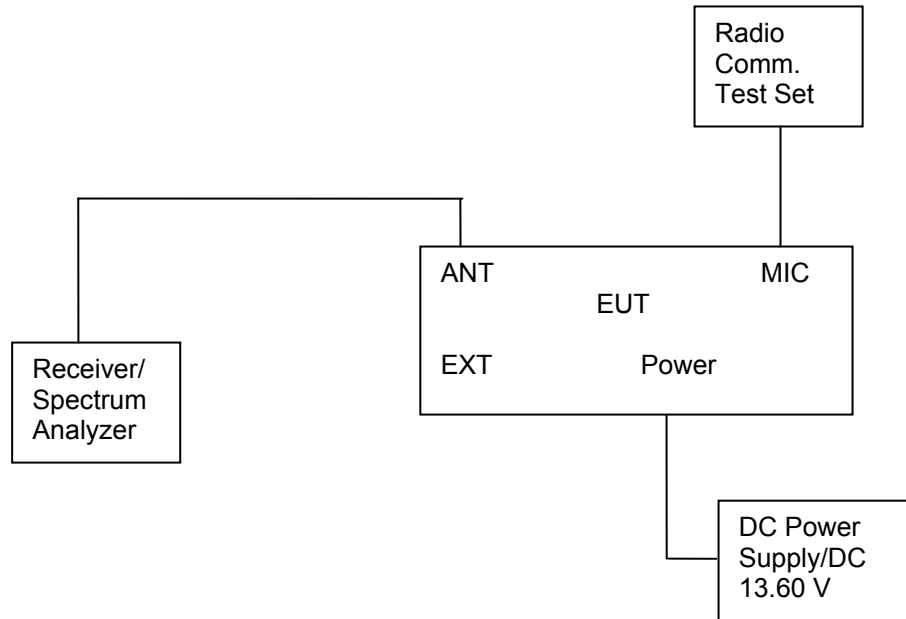 Radio
Comm.
Test Set
ANT
MIC
EUT
EXT
Power
Receiver/
Spectrum
Analyzer
DC Power
Supply/DC
13.60 V